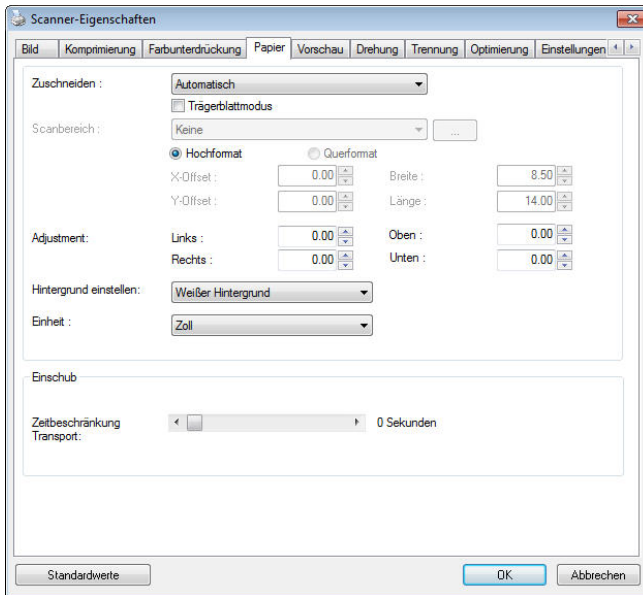 Scanner-Eigenschaften
Bild Komprimierung Farbunterdrückung Papier Vorschau Drehung Trennung Optimierung Einstellungen
Zuschneiden : Automatisch
Trägerblattmodus
Scanbereich : Keine ...
Hochformat Querformat
X-Offset : 0.00 Breite : 8.50
Y-Offset : 0.00 Länge : 14.00
Adjustment: Links : 0.00 Oben : 0.00
Rechts : 0.00 Unten : 0.00
Hintergrund einstellen: Weißer Hintergrund
Einheit : Zoll
Einschub
Zeitbeschränkung 0 Sekunden
Transport:
Standardwerte OK Abbrechen